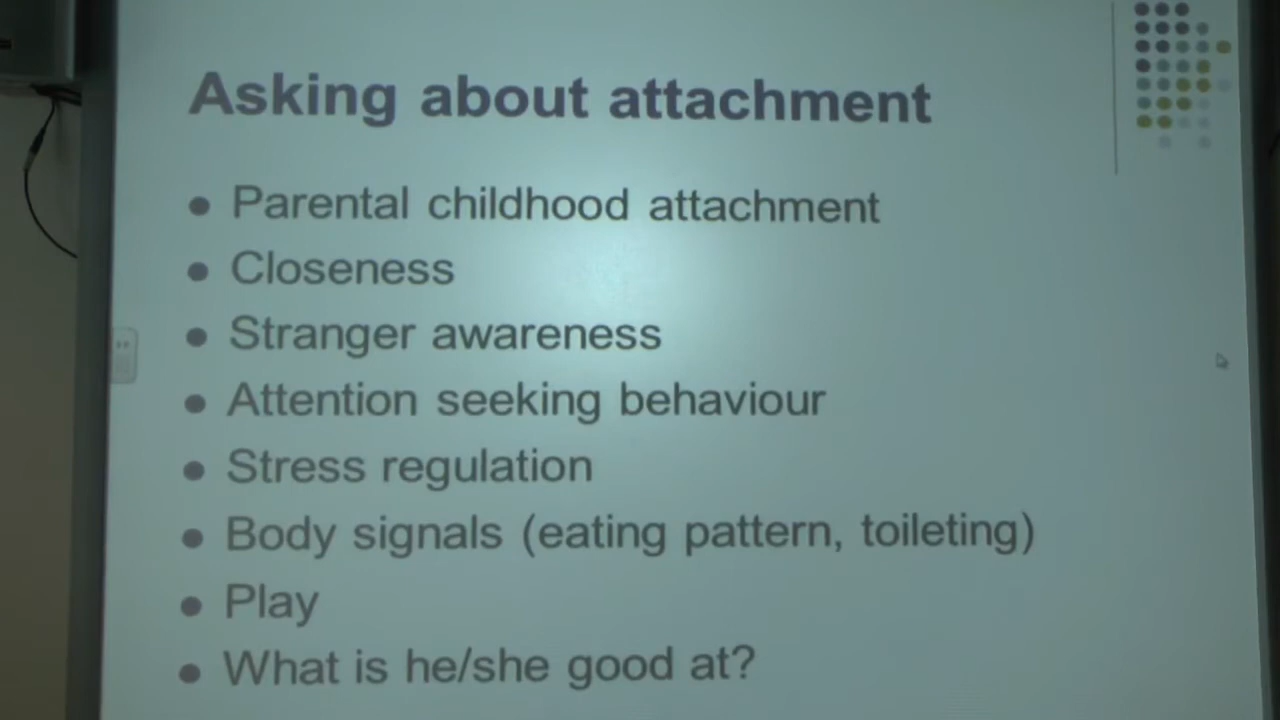 Asking about attachment
Parental childhood attachment
Closeness
Stranger awareness
Attention seeking behaviour
Stress regulation
Body signals (eating pattern, toileting)
Play
What is he/she good at?